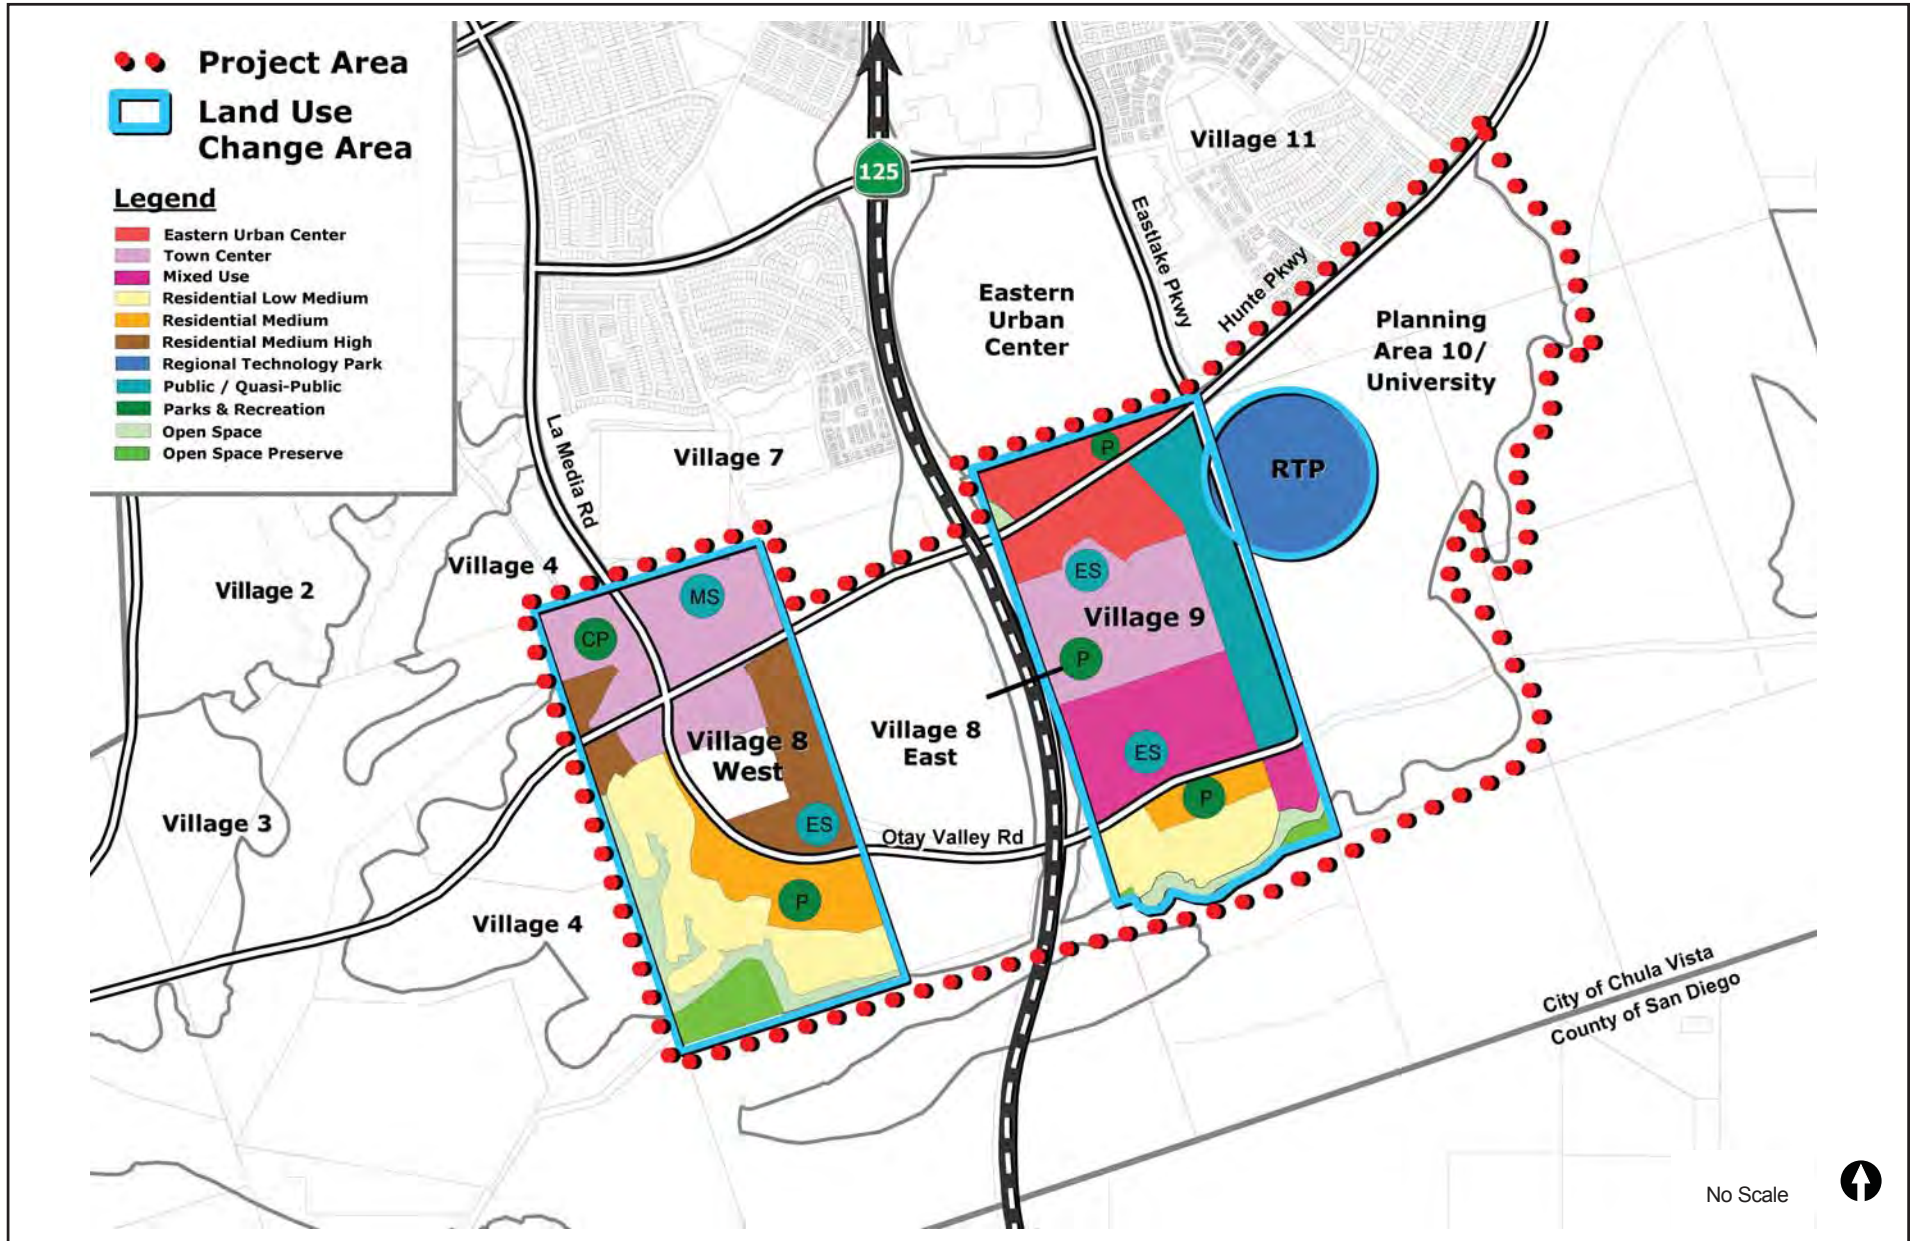 Project Area
Land Use
Change Area
Legend
Eastern Urban Center
Town Center
Mixed Use
Residential Low Medium
Residential Medium
Residential Medium High
Regional Technology Park
Public / Quasi-Public
Parks & Recreation
Open Space
Open Space Preserve
125
Village 11
Eastlake Pkwy
Hunte Pkwy
Eastern
Urban
Center
Planning
Area 10/
University
La Media Rd
Village 7
P
RTP
Village 4
Village 2
MS
ES
CP
Village 9
P
Village 8
West
Village 8
East
ES
P
Village 3
ES
Otay Valley Rd
P
Village 4
City of Chula Vista
County of San Diego
No Scale